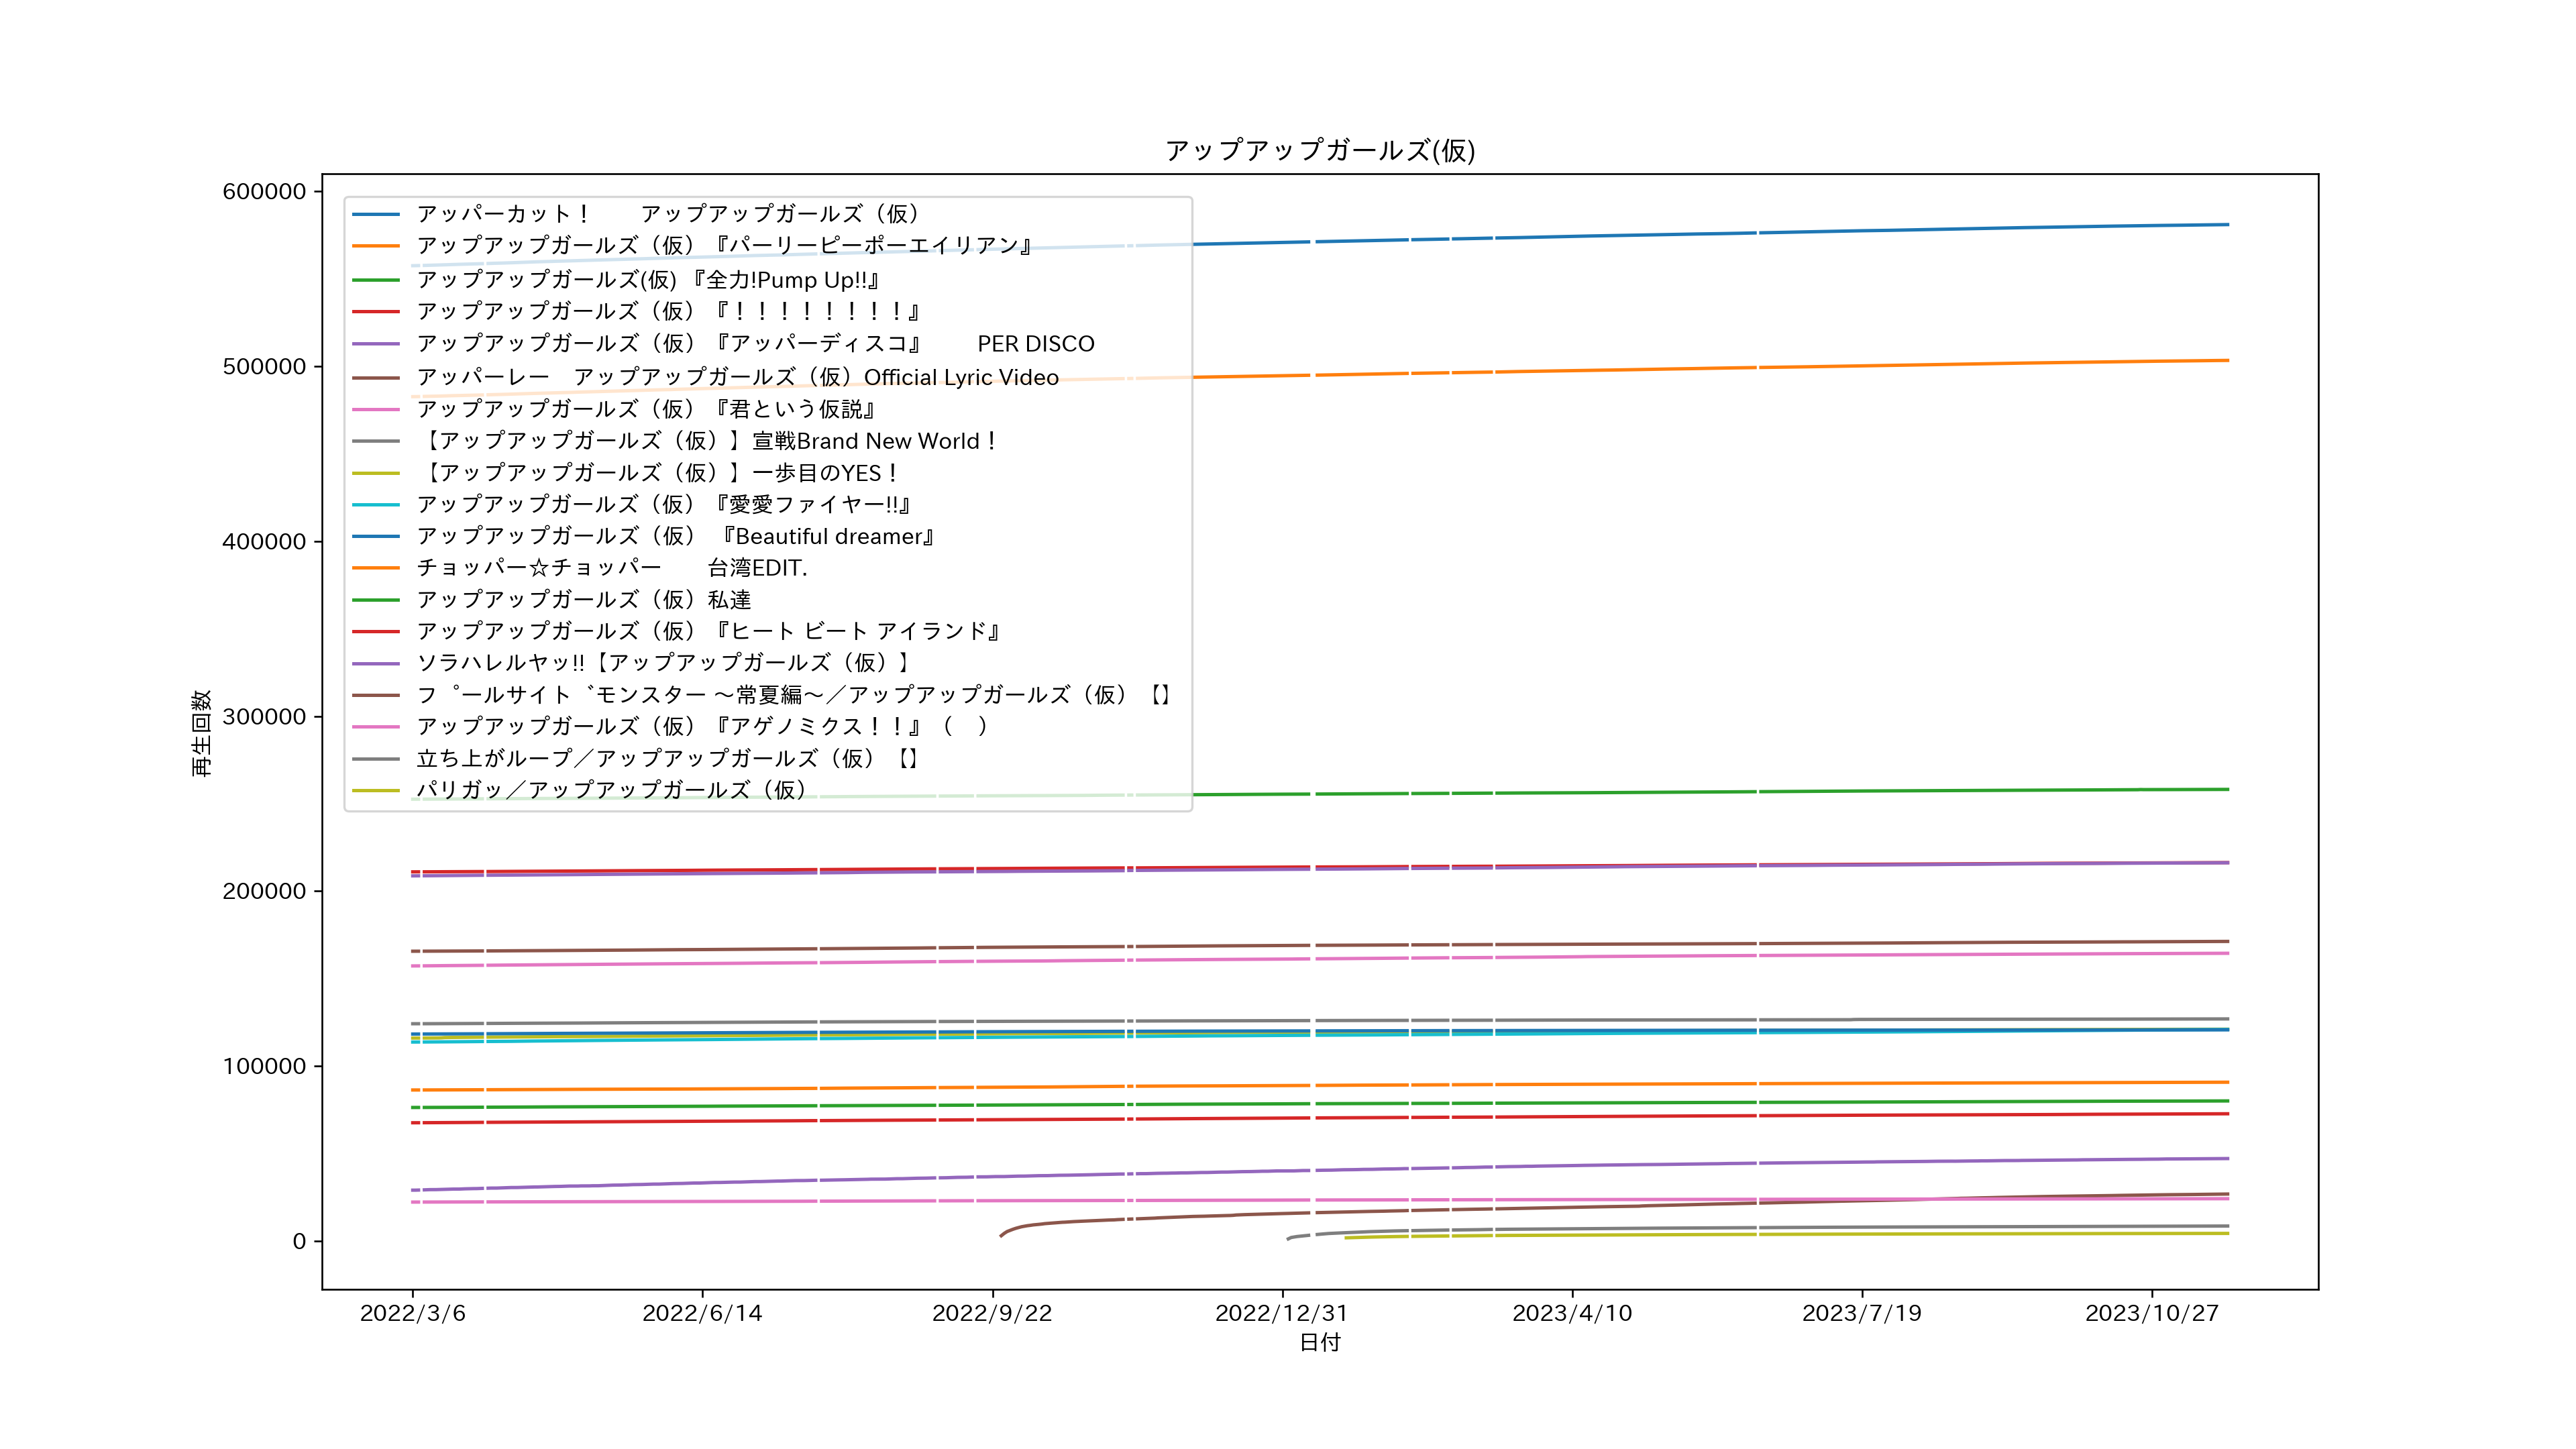 アップアップガールズ(仮)
600000
500000
400000
300000
200000
100000
0
再生回数
アッパーカット！　　アップアップガールズ（仮）
アップアップガールズ（仮）『パーリーピーポーエイリアン』
アップアップガールズ(仮) 『全力!Pump Up!!』
アップアップガールズ（仮）『！！！！！！！！』
アップアップガールズ（仮）『アッパーディスコ』　　PER DISCO
アッパーレー　アップアップガールズ（仮）Official Lyric Video
アップアップガールズ（仮）『君という仮説』
【アップアップガールズ（仮）】宣戦Brand New World！
【アップアップガールズ（仮）】一歩目のYES！
アップアップガールズ（仮）『愛愛ファイヤー!!』
アップアップガールズ（仮） 『Beautiful dreamer』
チョッパー☆チョッパー　　台湾EDIT.
アップアップガールズ（仮）私達
アップアップガールズ（仮）『ヒート ビート アイランド』
ソラハレルヤッ!!【アップアップガールズ（仮）】
フ゜ールサイト゛モンスター ～常夏編～／アップアップガールズ（仮）【】
アップアップガールズ（仮）『アゲノミクス！！』（　）
立ち上がループ／アップアップガールズ（仮）【】
パリガッ／アップアップガールズ（仮）
2022/3/6
2022/6/14
2022/9/22
2022/12/31
2023/4/10
2023/7/19
2023/10/27
日付